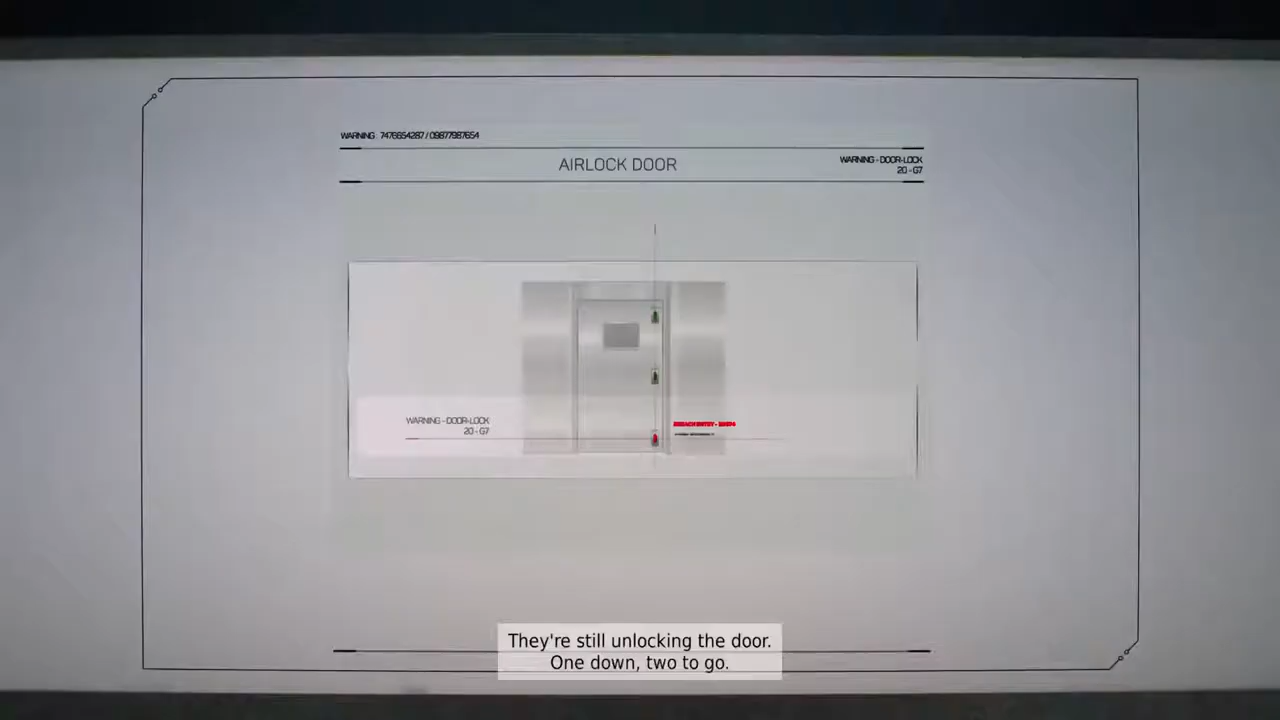 WARNING 7476654287 / 09877987654
AIRLOCK DOOR
WARNING - DOOR-LOCK
20 - G7
WARNING - DOOR-LOCK
20 - G7
They're still unlocking the door.
One down, two to go.